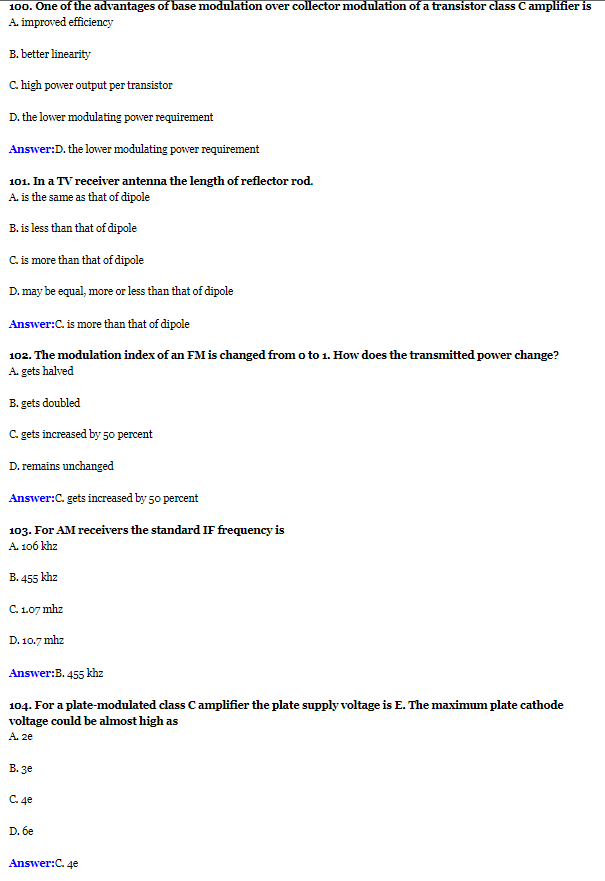 100. One of the advantages of base modulation over collector modulation of a transistor class C amplifier is
A. improved efficiency
B. better linearity
C. high power output per transistor
D. the lower modulating power requirement
Answer:D. the lower modulating power requirement
101. In a TV receiver antenna the length of reflector rod.
A. is the same as that of dipole
B. is less than that of dipole
C. is more than that of dipole
D. may be equal, more or less than that of dipole
Answer:C. is more than that of dipole
102. The modulation index of an FM is changed from 0 to 1. How does the transmitted power change?
A. gets halved
B. gets doubled
C. gets increased by 50 percent
D. remains unchanged
Answer:C. gets increased by 50 percent
103. For AM receivers the standard IF frequency is
A. 106 khz
B. 455 khz
C. 1.07 mhz
D. 10.7 mhz
Answer:B. 455 khz
104. For a plate-modulated class C amplifier the plate supply voltage is E. The maximum plate cathode
voltage could be almost high as
A. 2e
B. 3e
C. 4e
D. 6e
Answer:C. 4e